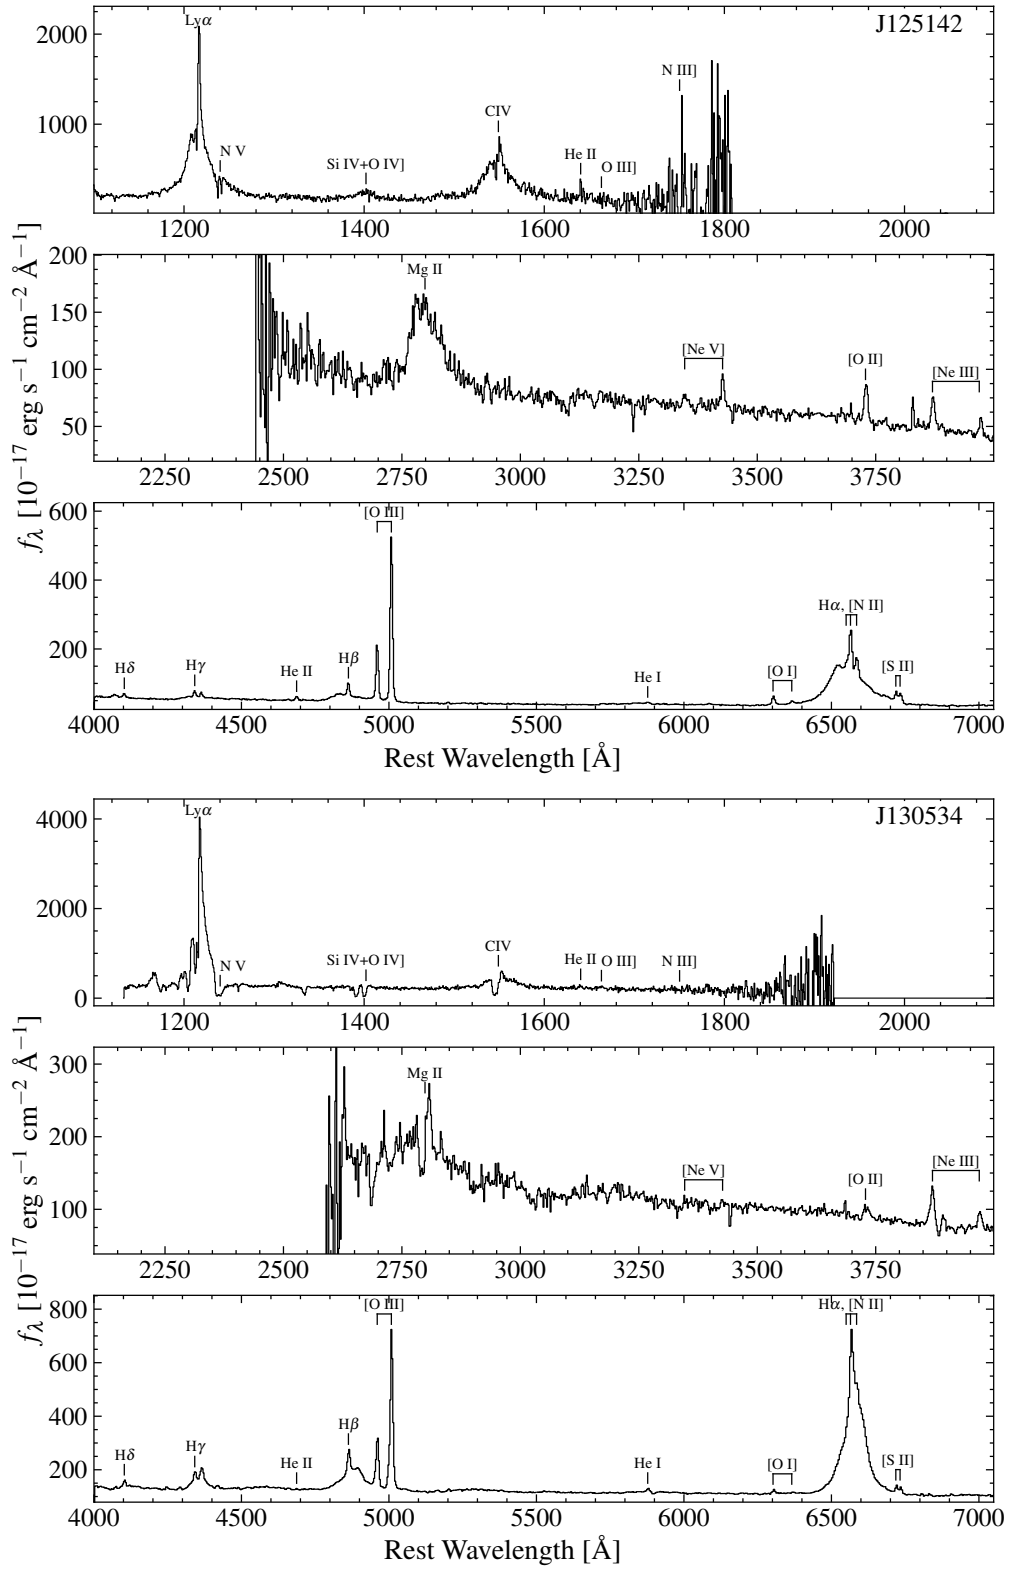 J125142
Lyα
N V
Si IV+O IV]
CIV
He II
O III]
N III]
2000
1000
1200 1400 1600 1800 2000
Mg II
[Ne V]
[O II]
[Ne III]
200
150
100
50
2250 2500 2750 3000 3250 3500 3750
fλ [10⁻¹⁷ erg s⁻¹ cm⁻² Å⁻¹]
[O III]
Hδ
Hγ
He II
Hβ
He I
[O I]
Hα, [N II]
[S II]
600
400
200
4000 4500 5000 5500 6000 6500 7000
Rest Wavelength [Å]
J130534
Lyα
N V
Si IV+O IV]
CIV
He II
O III]
N III]
4000
2000
0
1200 1400 1600 1800 2000
Mg II
[Ne V]
[O II]
[Ne III]
300
200
100
2250 2500 2750 3000 3250 3500 3750
fλ [10⁻¹⁷ erg s⁻¹ cm⁻² Å⁻¹]
[O III]
Hδ
Hγ
He II
Hβ
He I
[O I]
Hα, [N II]
[S II]
800
600
400
200
4000 4500 5000 5500 6000 6500 7000
Rest Wavelength [Å]